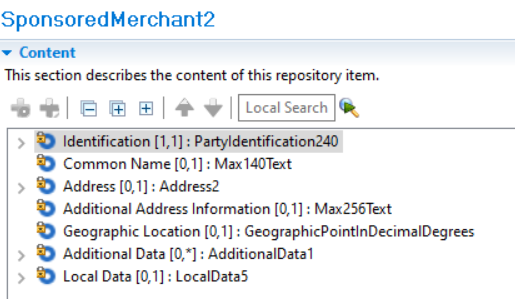 SponsoredMerchant2
Content
This section describes the content of this repository item.
Local Search
Identification [1,1] : PartyIdentification240
Common Name [0,1] : Max140Text
Address [0,1] : Address2
Additional Address Information [0,1] : Max256Text
Geographic Location [0,1] : GeographicPointInDecimalDegrees
Additional Data [0,*] : AdditionalData1
Local Data [0,1] : LocalData5